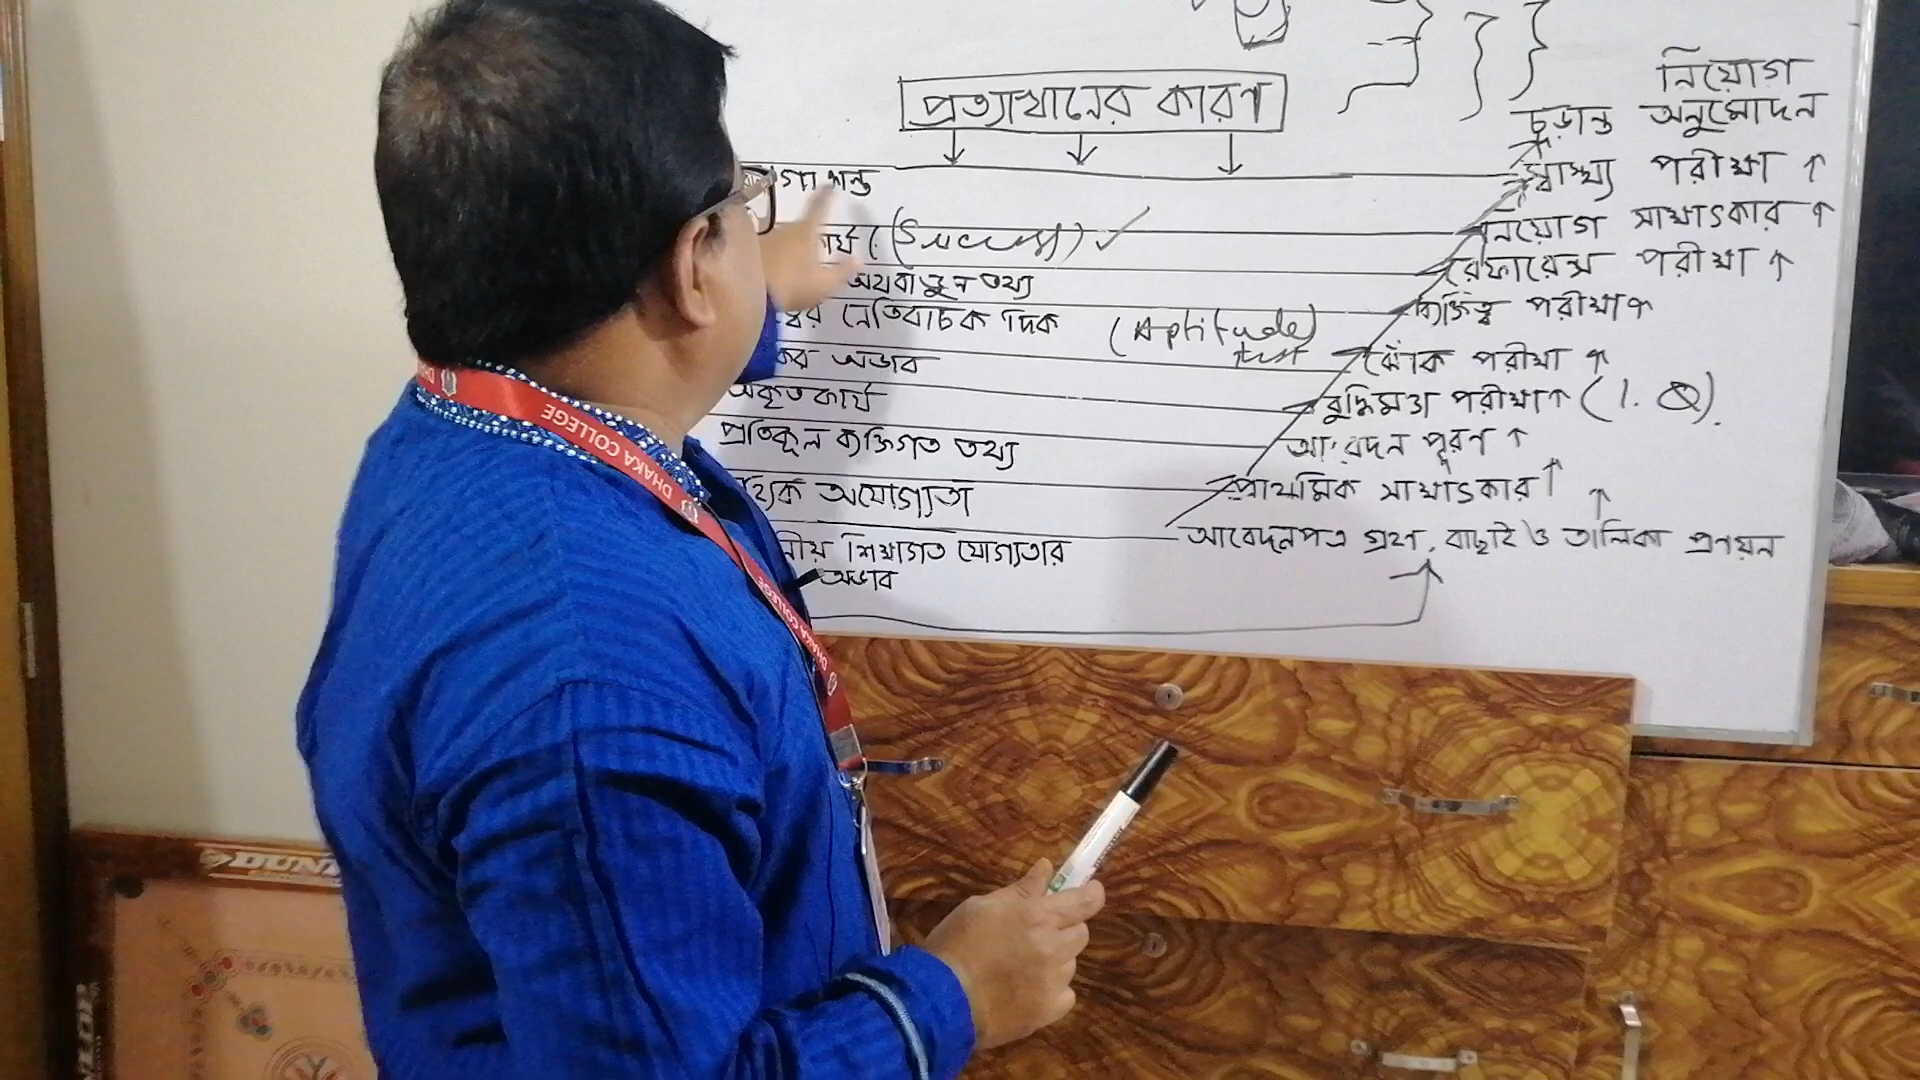 প্রত্যাখানের কারণ
নিয়োগ
চূড়ান্ত অনুমোদন
স্বাস্থ্য পরীক্ষা ↑
নিয়োগ সাক্ষাৎকার ↑
রেফারেন্স পরীক্ষা ↑
ব্যক্তিত্ব পরীক্ষা ↑
ঝোঁক পরীক্ষা ↑
বুদ্ধিমত্তা পরীক্ষা ↑ (I. Q).
আবেদন পূরণ ↑
প্রাথমিক সাক্ষাৎকার ↑
আবেদনপত্র গ্রহণ, বাছাই ও তালিকা প্রণয়ন
(Success) ✓
তথ্য
নেতিবাচক দিক
(Aptitude)
test
অভাব
অকৃতকার্য
প্রতিকূল ব্যক্তিগত তথ্য
অযোগ্যতা
শিক্ষাগত যোগ্যতার
অভাব
DHAKA COLLEGE
DHAKA COLLEGE